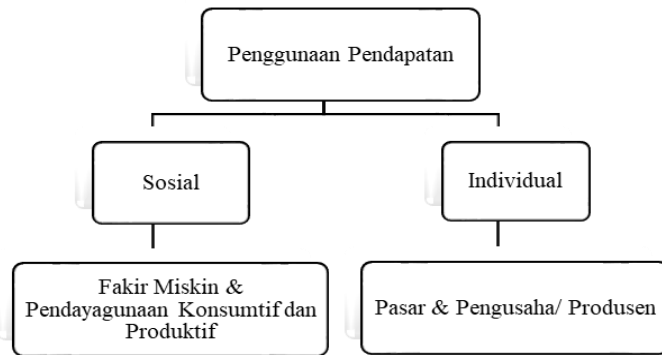 Penggunaan Pendapatan
Sosial
Individual
Fakir Miskin &
Pendayagunaan Konsumtif dan
Produktif
Pasar & Pengusaha/ Produsen